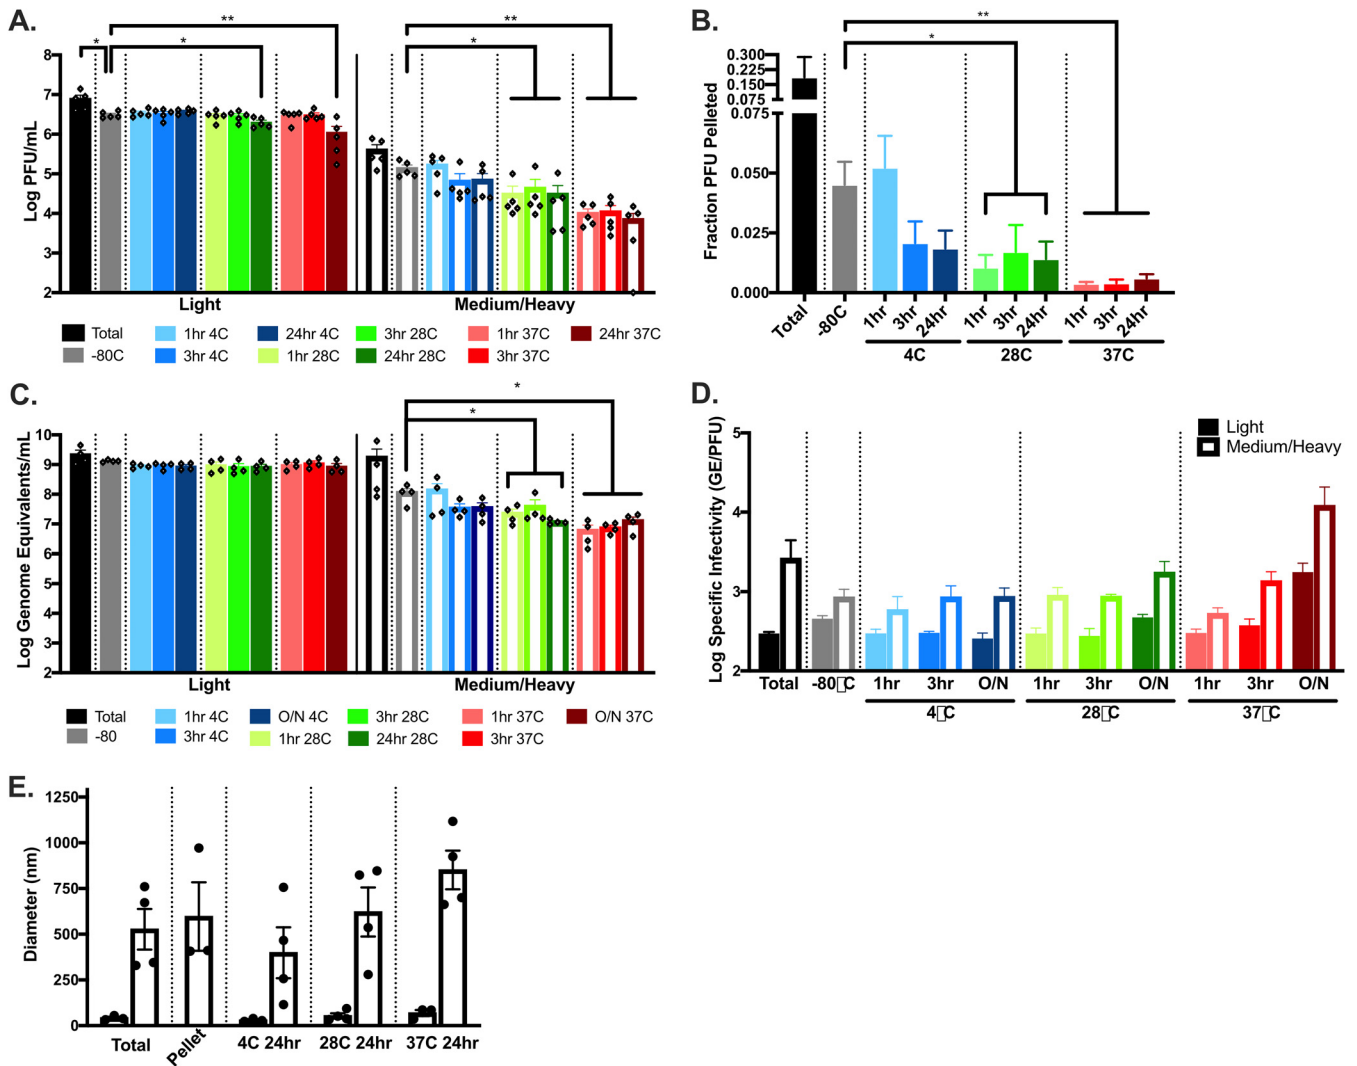 A.
Log PFU/mL
8
7
6
5
4
3
2
*
**
*
**
*
Light
Medium/Heavy
Total
-80C
1hr 4C
3hr 4C
24hr 4C
1hr 28C
3hr 28C
24hr 28C
1hr 37C
3hr 37C
24hr 37C
B.
Fraction PFU Pelleted
0.300
0.225
0.150
0.075
0.075
0.050
0.025
0.000
**
*
Total
-80C
1hr
3hr
24hr
1hr
3hr
24hr
1hr
3hr
24hr
4C
28C
37C
C.
Log Genome Equivalents/mL
10
9
8
7
6
5
4
3
2
*
*
Light
Medium/Heavy
Total
-80
1hr 4C
3hr 4C
O/N 4C
1hr 28C
3hr 28C
24hr 28C
1hr 37C
3hr 37C
O/N 37C
D.
Log Specific Infectivity (GE/PFU)
5
4
3
2
Light
Medium/Heavy
Total
-80▯C
1hr
3hr
O/N
1hr
3hr
O/N
1hr
3hr
O/N
4▯C
28▯C
37▯C
E.
Diameter (nm)
1250
1000
750
500
250
0
Total
Pellet
4C 24hr
28C 24hr
37C 24hr